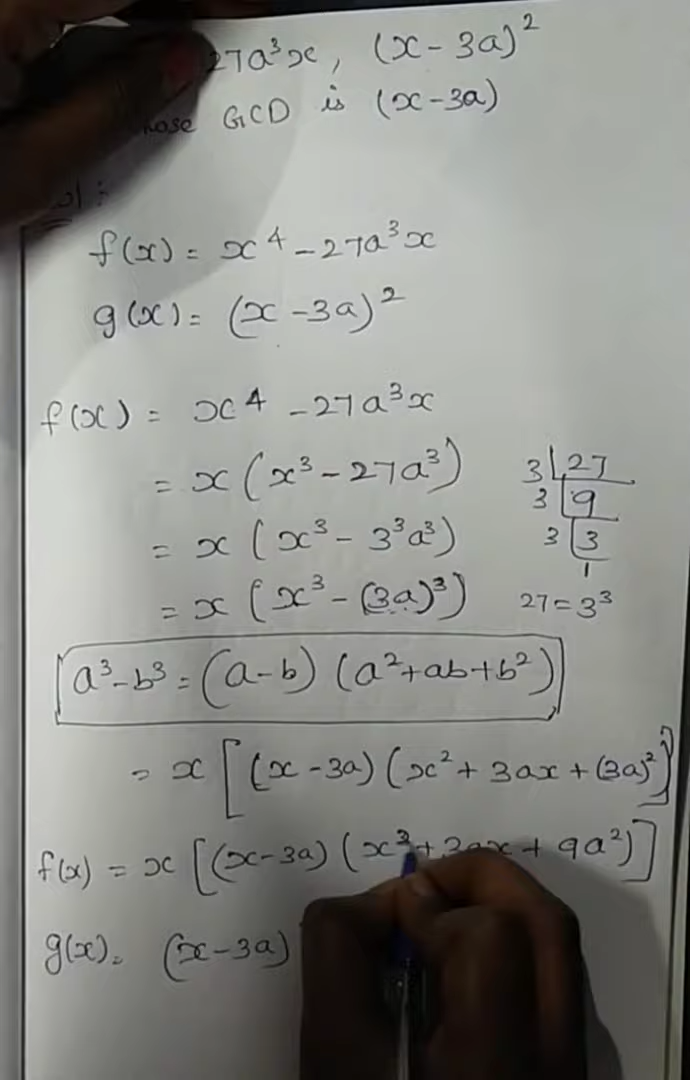 27a³x, (x-3a)²
GCD is (x-3a)
f(x) = x⁴ - 27a³x
g(x) = (x-3a)²
f(x) = x⁴ - 27a³x
= x(x³ - 27a³)
3 27
= x(x³ - 3³a³)
3 9
3 3
1
= x(x³ - (3a)³)
27 = 3³
a³-b³ = (a-b)(a²+ab+b²)
= x[(x-3a)(x²+3ax+(3a)²)]
f(x) = x[(x-3a)( + 9a²)]
g(x) = (x-3a)